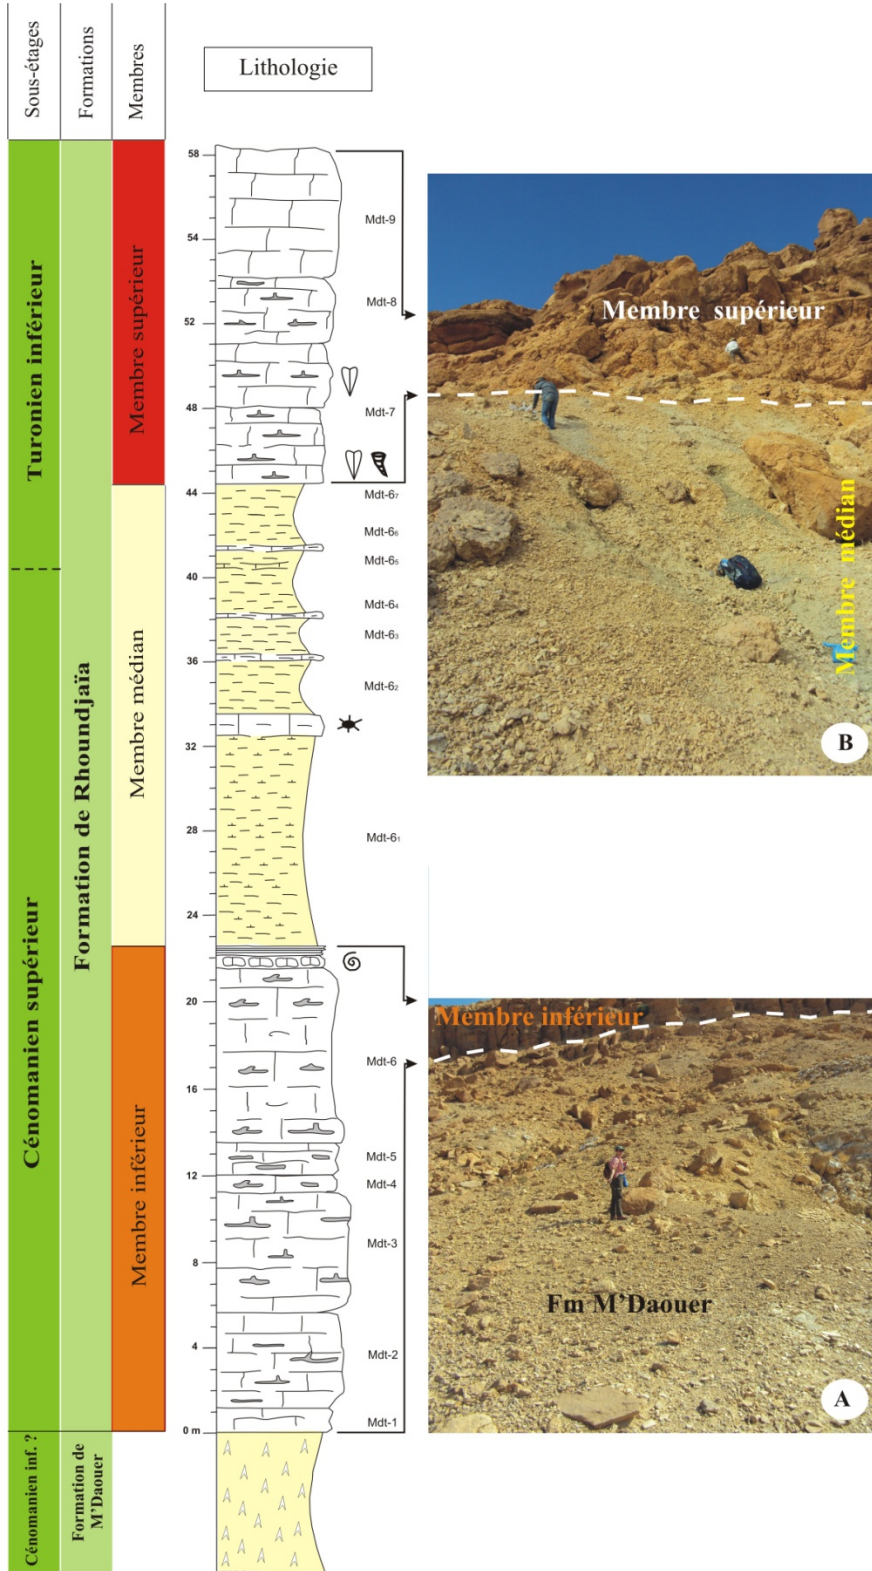 Sous-étages
Formations
Membres
Lithologie
Turonien inférieur
Cénomanien supérieur
Cénomanien inf. ?
Formation de Rhoundjaïa
Formation de
M'Daouer
Membre supérieur
Membre médian
Membre inférieur
58
54
52
48
44
40
36
32
28
24
20
16
12
8
4
0 m
Mdt-9
Mdt-8
Mdt-7
Mdt-6₇
Mdt-6₆
Mdt-6₅
Mdt-6₄
Mdt-6₃
Mdt-6₂
Mdt-6₁
Mdt-6
Mdt-5
Mdt-4
Mdt-3
Mdt-2
Mdt-1
Membre supérieur
Membre médian
B
Membre inférieur
Fm M'Daouer
A